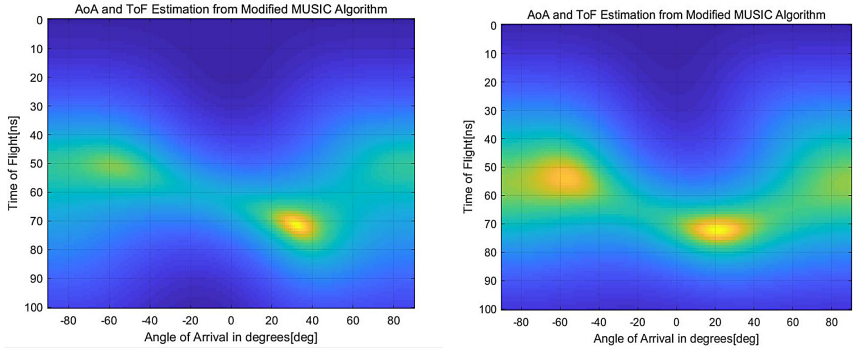 AoA and ToF Estimation from Modified MUSIC Algorithm
0
10
20
30
40
50
60
70
80
90
100
Time of Flight[ns]
-80 -60 -40 -20 0 20 40 60 80
Angle of Arrival in degrees[deg]
AoA and ToF Estimation from Modified MUSIC Algorithm
0
10
20
30
40
50
60
70
80
90
100
Time of Flight[ns]
-80 -60 -40 -20 0 20 40 60 80
Angle of Arrival in degrees[deg]